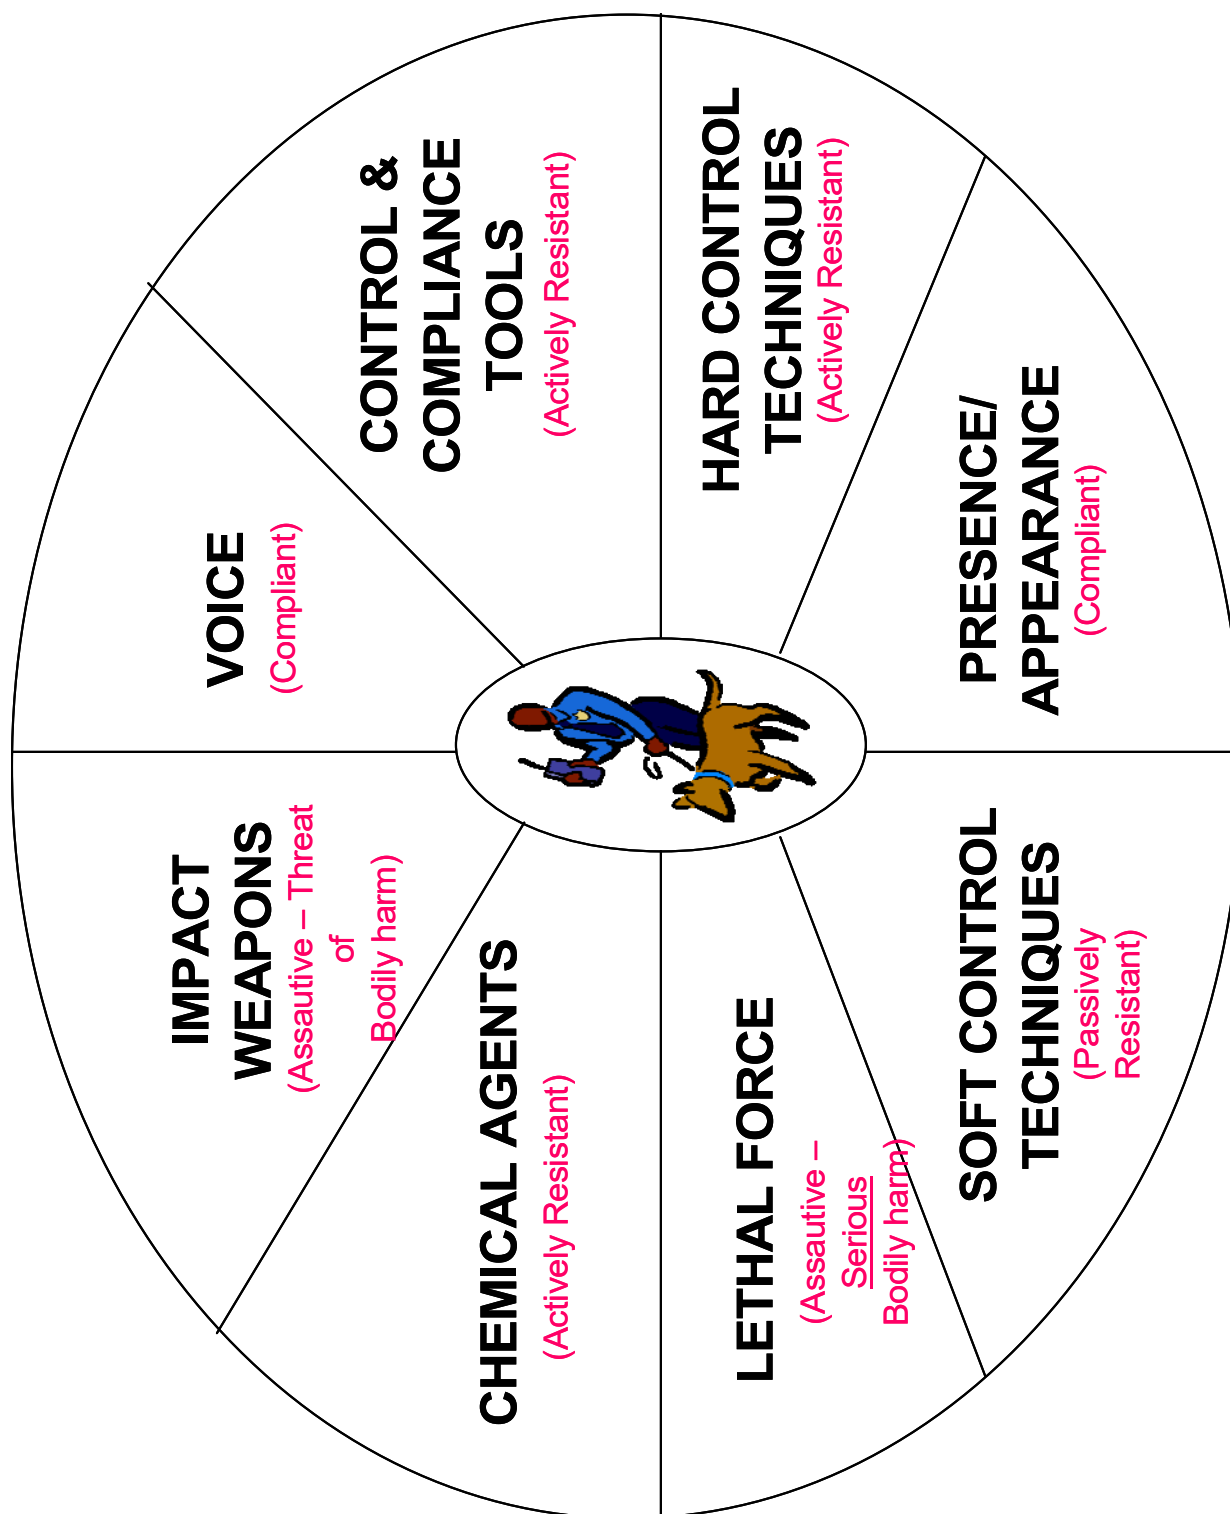 IMPACT
WEAPONS
(Assautive – Threat
of
Bodily harm)
VOICE
(Compliant)
CHEMICAL AGENTS
(Actively Resistant)
CONTROL &
COMPLIANCE
TOOLS
(Actively Resistant)
LETHAL FORCE
(Assautive –
Serious
Bodily harm)
HARD CONTROL
TECHNIQUES
(Actively Resistant)
SOFT CONTROL
TECHNIQUES
(Passively
Resistant)
PRESENCE/
APPEARANCE
(Compliant)